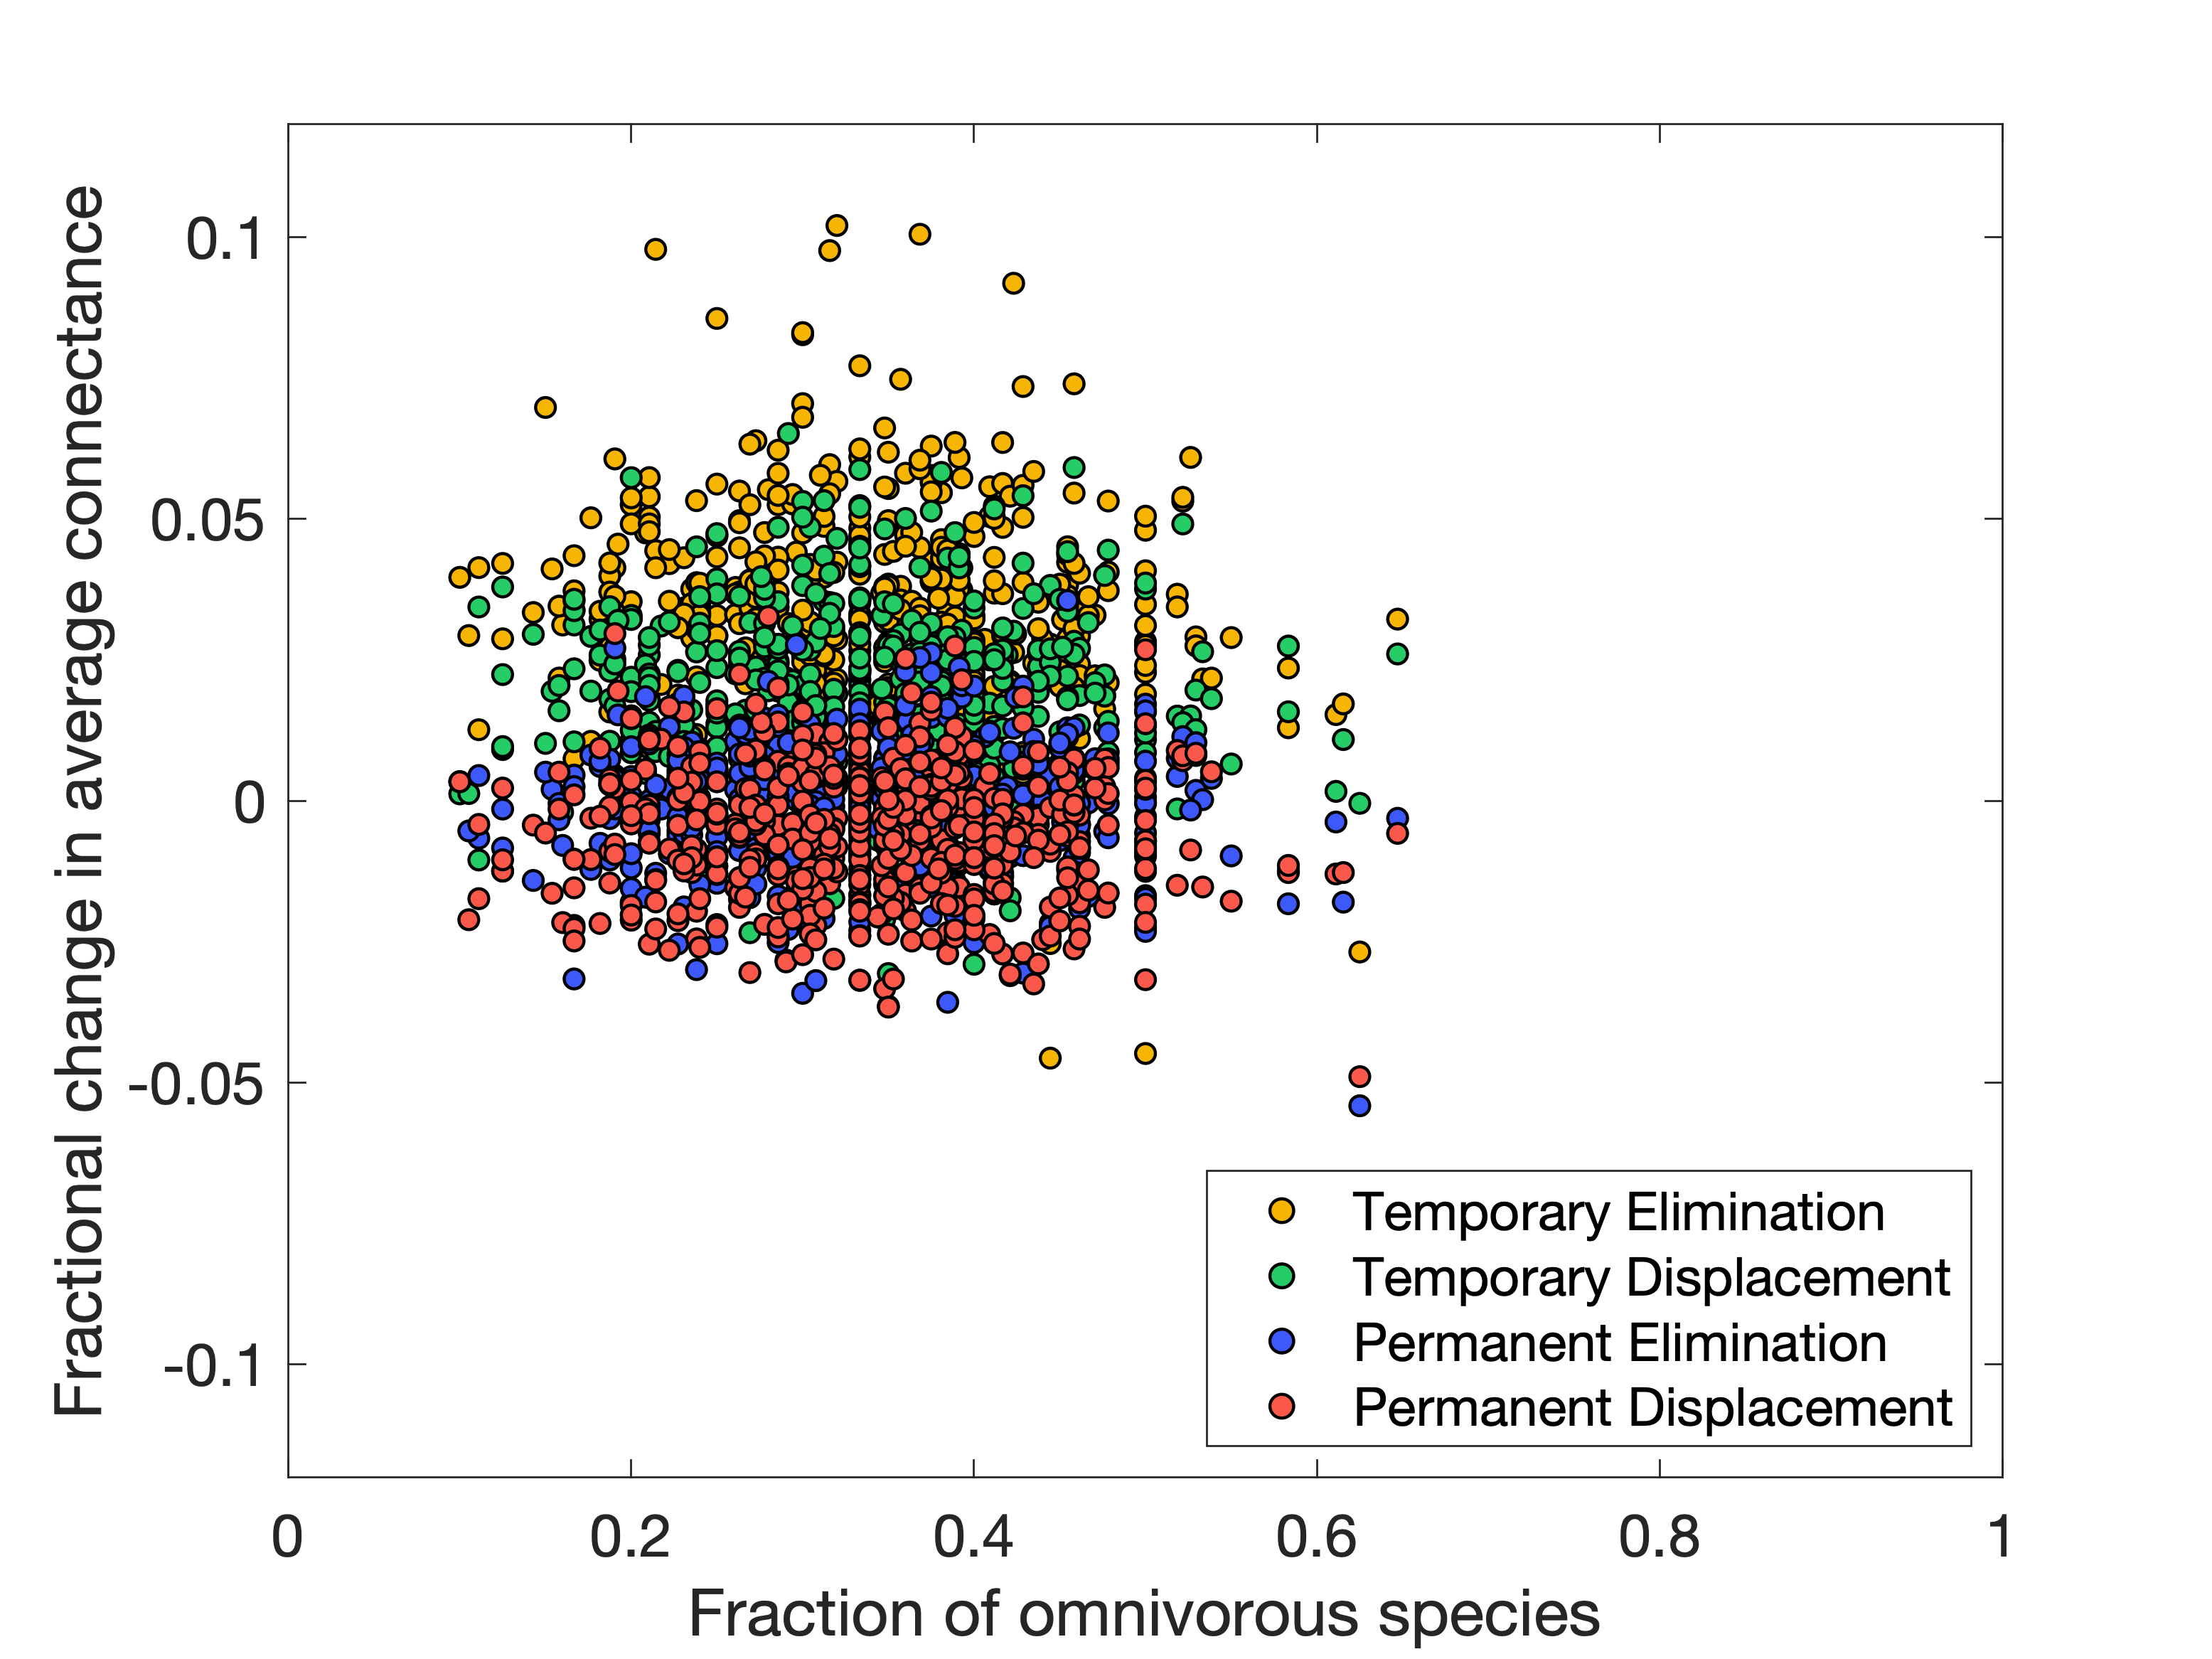 Fractional change in average connectance
0.1
0.05
0
-0.05
-0.1
Temporary Elimination
Temporary Displacement
Permanent Elimination
Permanent Displacement
0 0.2 0.4 0.6 0.8 1
Fraction of omnivorous species